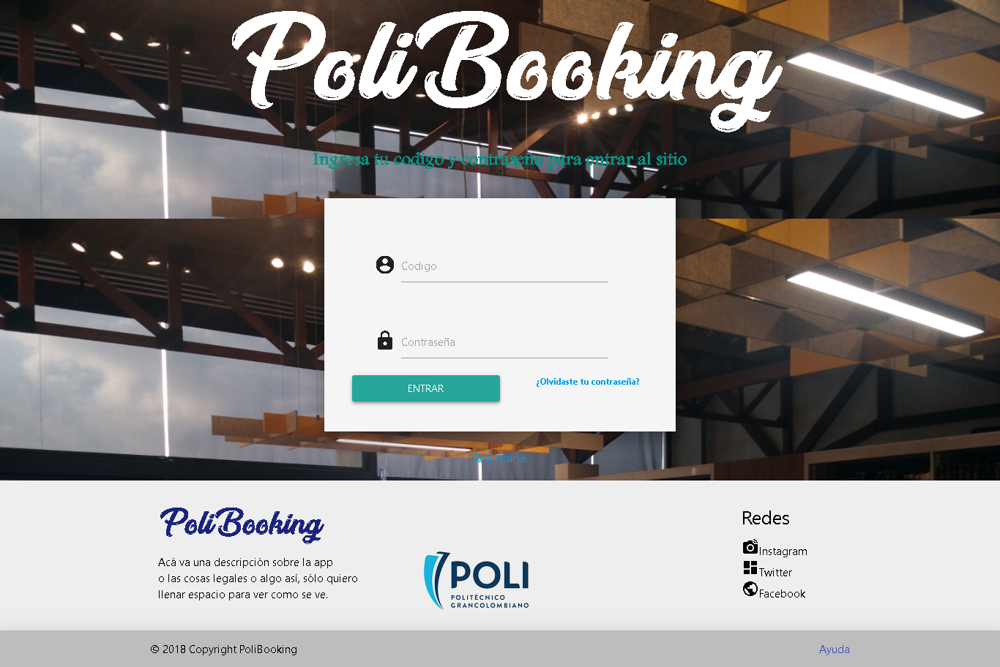 PoliBooking
Ingresa tu codigo y contraseña para entrar al sitio
Codigo
Contraseña
ENTRAR
¿Olvidaste tu contraseña?
Registrarse
PoliBooking
Acá va una descripción sobre la app
o las cosas legales o algo así, sólo quiero
llenar espacio para ver como se ve.
POLI
POLITÉCNICO
GRANCOLOMBIANO
Redes
Instagram
Twitter
Facebook
© 2018 Copyright PoliBooking
Ayuda